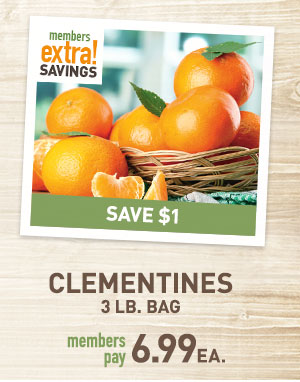 members
extra!
SAVINGS
SAVE $1
CLEMENTINES
3 LB. BAG
members
pay 6.99EA.